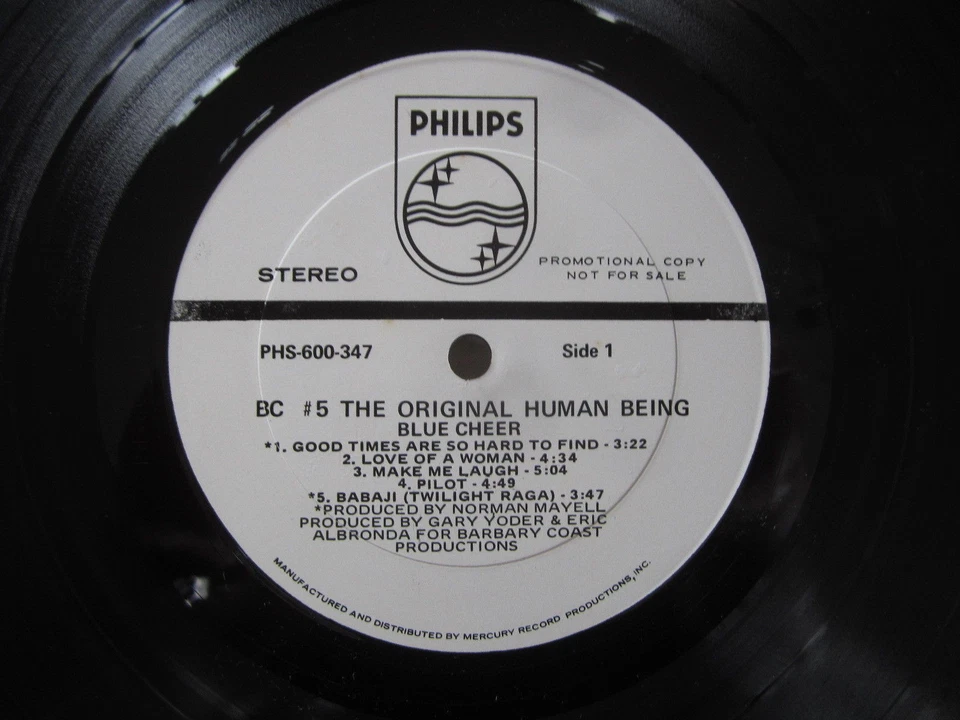 PHILIPS
STEREO
PROMOTIONAL COPY
NOT FOR SALE
PHS-600-347
Side 1
BC #5 THE ORIGINAL HUMAN BEING
BLUE CHEER
*1. GOOD TIMES ARE SO HARD TO FIND - 3:22
2. LOVE OF A WOMAN - 4:34
3. MAKE ME LAUGH - 5:04
4. PILOT - 4:49
*5. BABAJI (TWILIGHT RAGA) - 3:47
*PRODUCED BY NORMAN MAYELL
PRODUCED BY GARY YODER & ERIC
ALBRONDA FOR BARBARY COAST
PRODUCTIONS
MANUFACTURED AND DISTRIBUTED BY MERCURY RECORD PRODUCTIONS, INC.